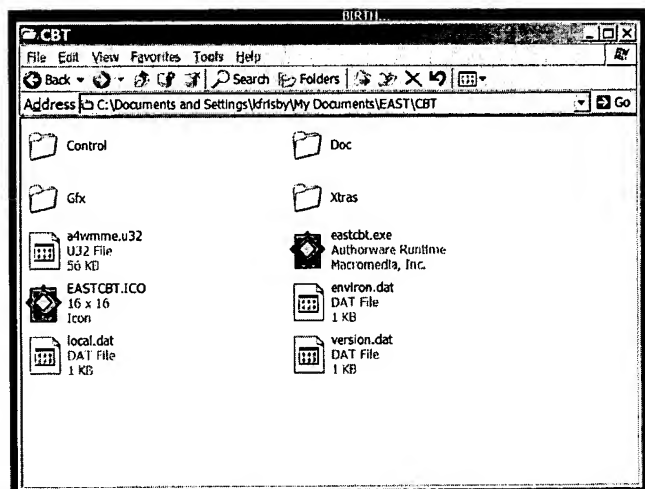 BIRTH...
CBT
File Edit View Favorites Tools Help
Back Search Folders
Address C:\Documents and Settings\kfrisby\My Documents\EAST\CBT Go
Control Doc
Gfx Xtras
a4wmme.u32 eastcbt.exe
U32 File Authorware Runtime
56 KB Macromedia, Inc.
EASTCBT.ICO environ.dat
16 x 16 DAT File
Icon 1 KB
local.dat version.dat
DAT File DAT File
1 KB 1 KB